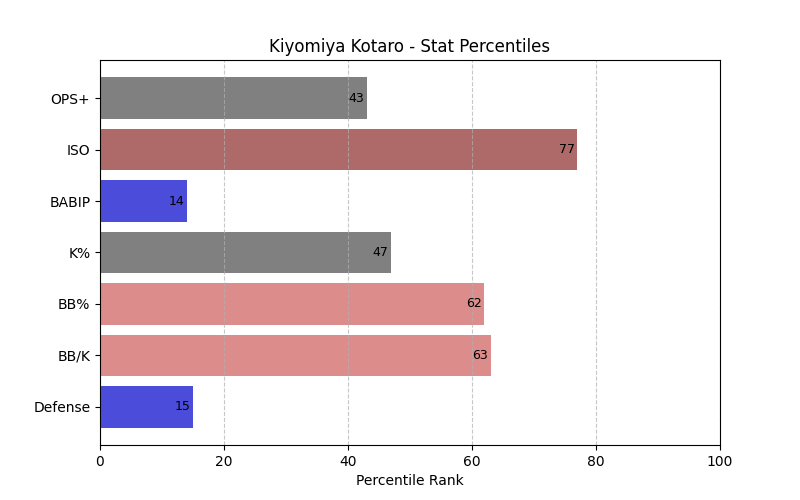 Kiyomiya Kotaro - Stat Percentiles
OPS+ 43
ISO 77
BABIP 14
K% 47
BB% 62
BB/K 63
Defense 15
0 20 40 60 80 100
Percentile Rank